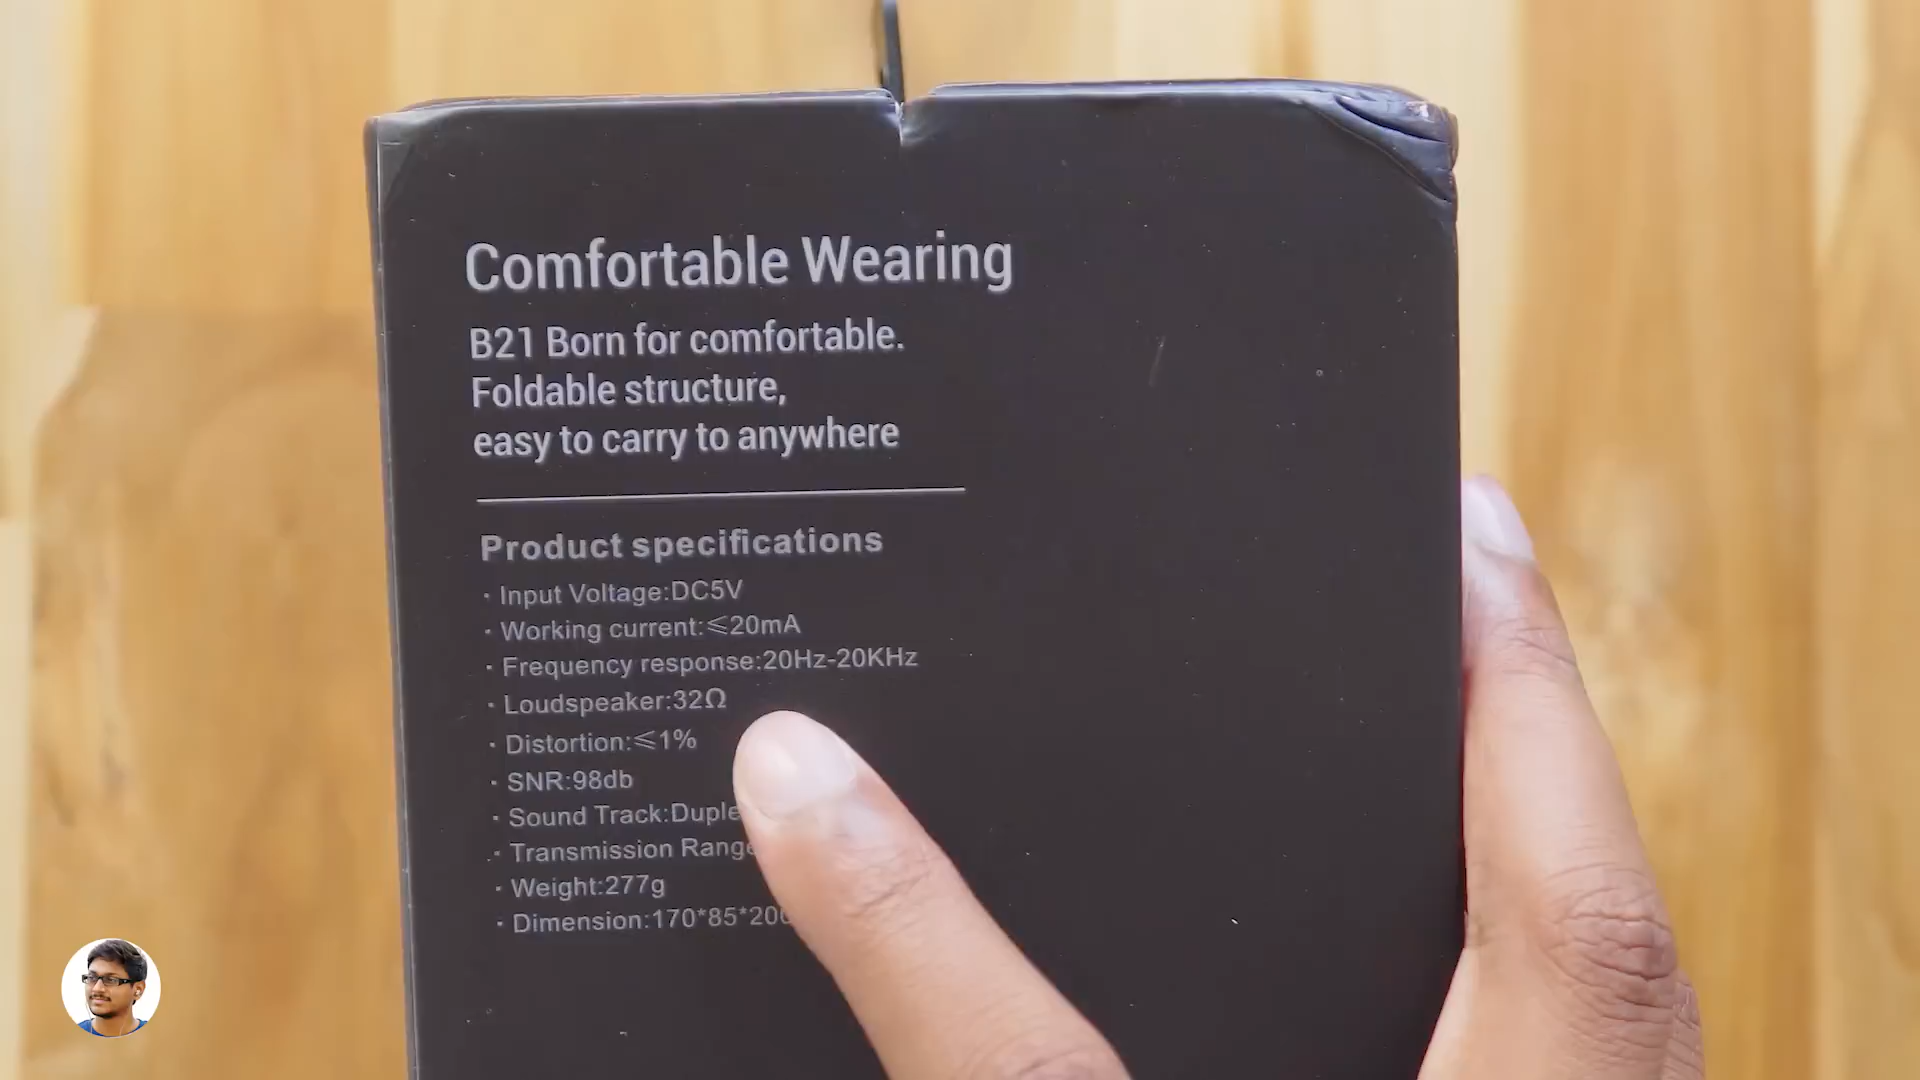 Comfortable Wearing
B21 Born for comfortable.
Foldable structure,
easy to carry to anywhere
Product specifications
· Input Voltage:DC5V
· Working current:≤20mA
· Frequency response:20Hz-20KHz
· Loudspeaker:32Ω
· Distortion:≤1%
· SNR:98db
· Sound Track:
· Transmission Range
· Weight:277g
· Dimension:170*85*